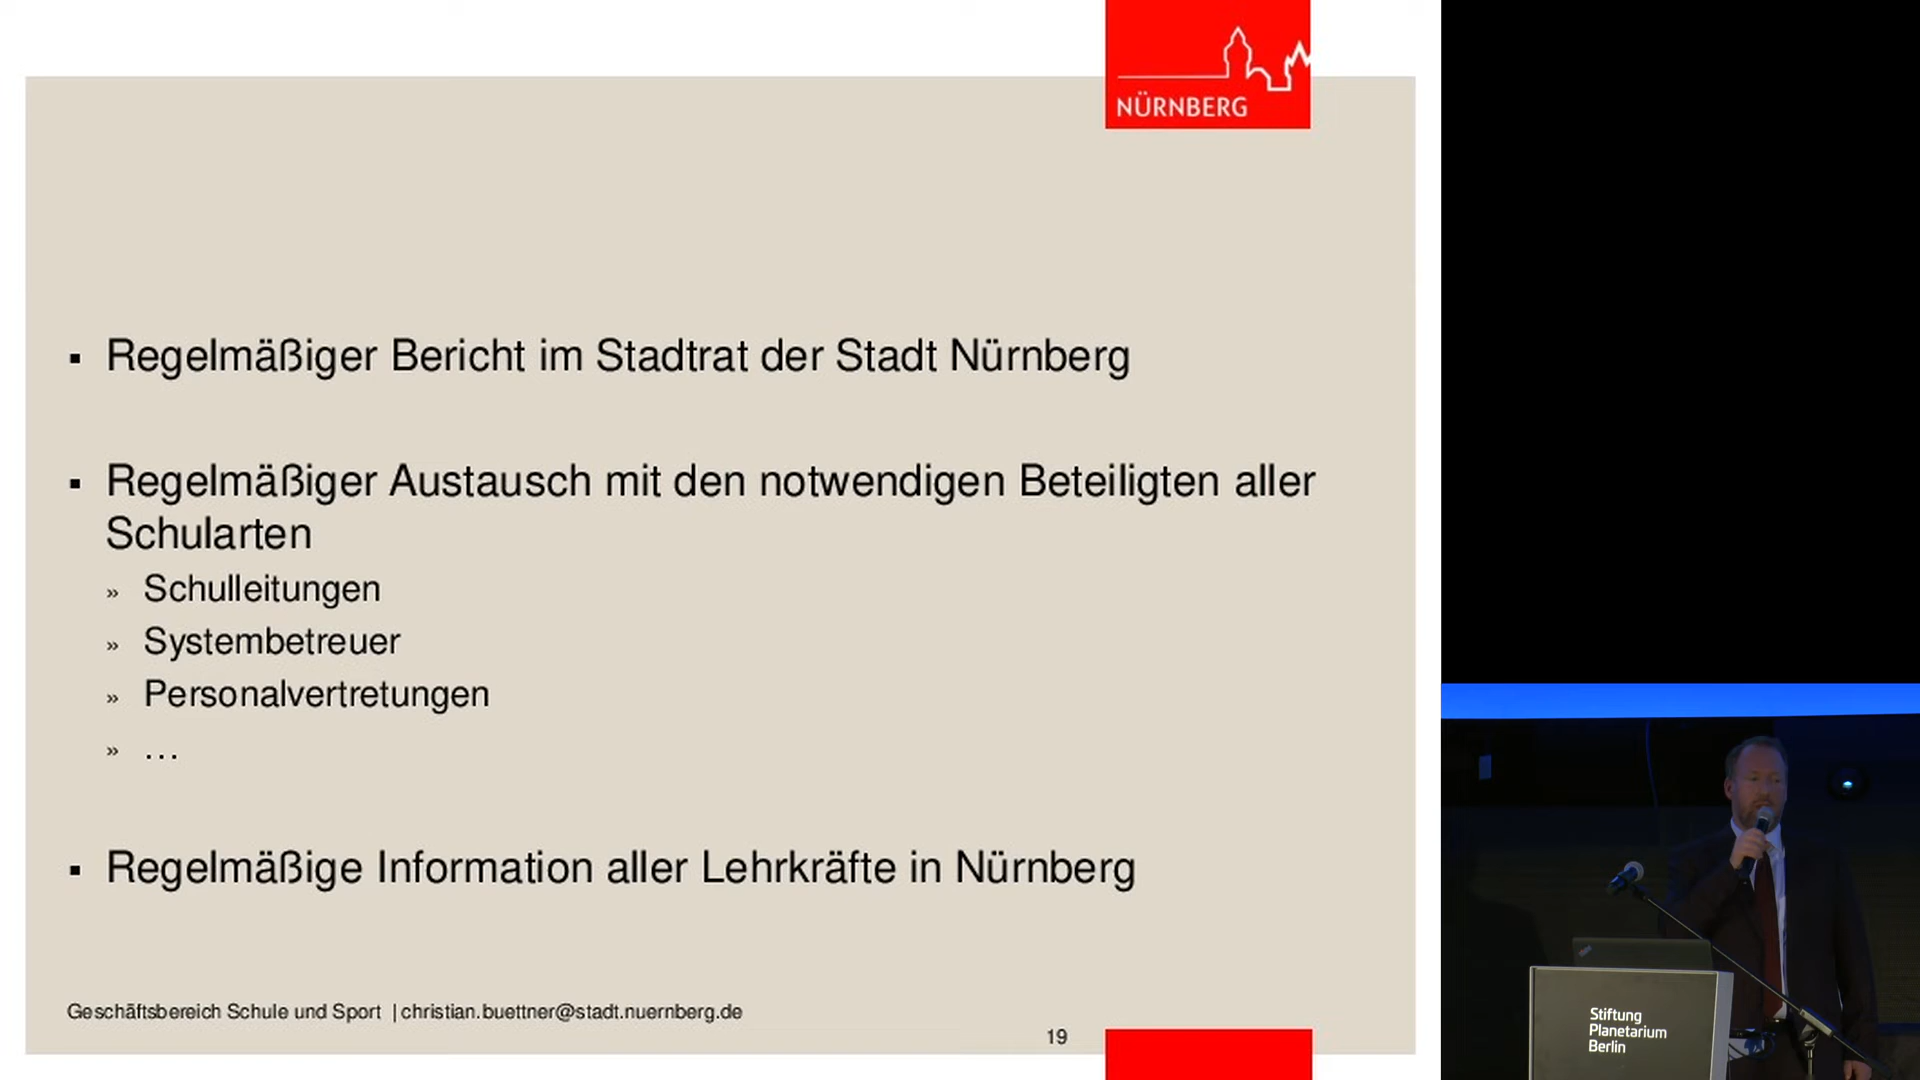 NÜRNBERG
▪ Regelmäßiger Bericht im Stadtrat der Stadt Nürnberg
▪ Regelmäßiger Austausch mit den notwendigen Beteiligten aller
Schularten
» Schulleitungen
» Systembetreuer
» Personalvertretungen
» …
▪ Regelmäßige Information aller Lehrkräfte in Nürnberg
Geschäftsbereich Schule und Sport | christian.buettner@stadt.nuernberg.de
19
Stiftung
Planetarium
Berlin